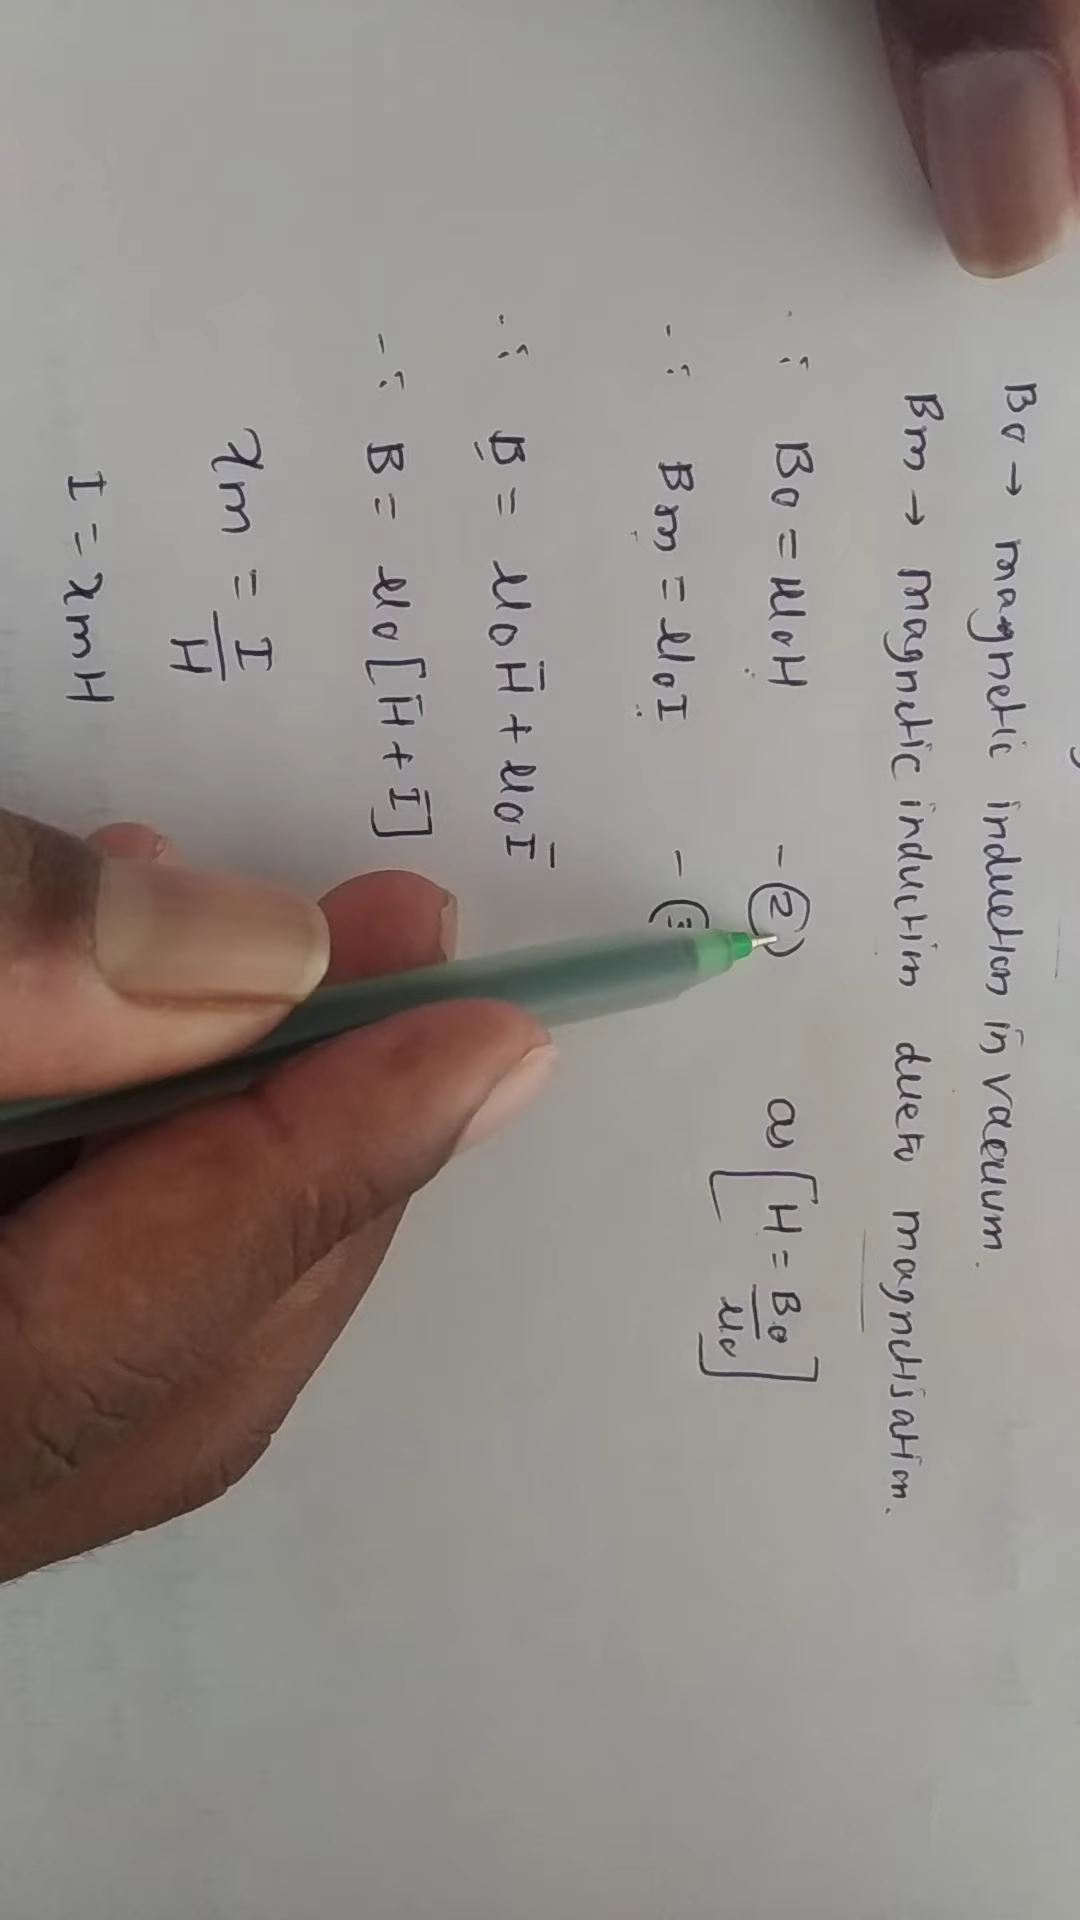 B₀ → magnetic induction in vacuum.
Bm → magnetic induction due to magnetisation.
∴ B₀ = μ₀H - ② as [H = B₀/μ₀]
∴ Bm = μ₀I - (3
∴ B = μ₀H̄ + μ₀Ī
∴ B = μ₀[H̄ + Ī]
χm = I/H
I = χmH